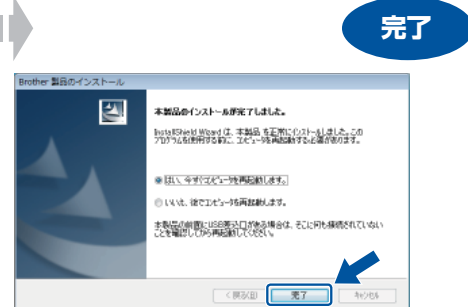 完了
Brother 製品のインストール
本製品のインストールが完了しました。
InstallShield Wizard は、本製品 を正常にインストールしました。この
プログラムを使用する前に、コンピュータを再起動する必要があります。
はい、今すぐコンピュータを再起動します。
いいえ、後でコンピュータを再起動します。
本製品の前面にUSB差込口がある場合は、そこに何も接続されていない
ことを確認してから再起動してください。
< 戻る(B)
完了
キャンセル